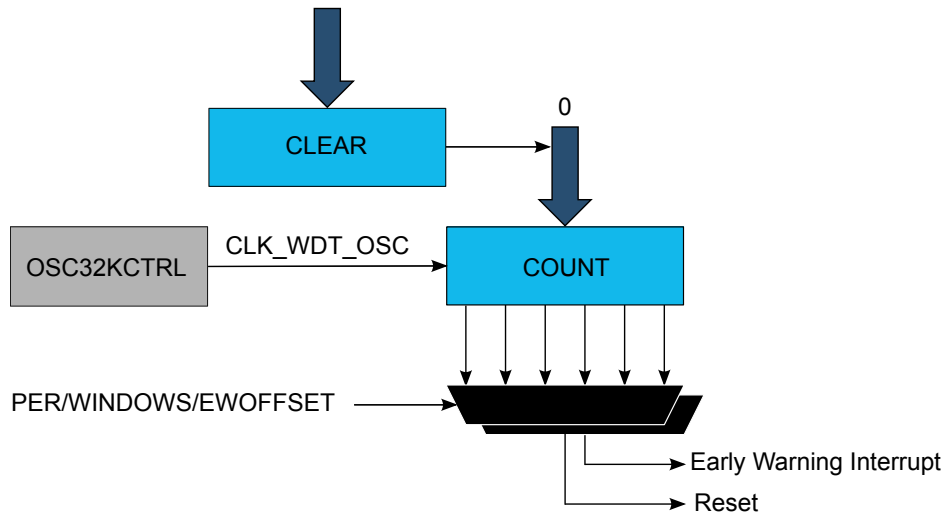 0
CLEAR
CLK_WDT_OSC
OSC32KCTRL
COUNT
PER/WINDOWS/EWOFFSET
Early Warning Interrupt
Reset